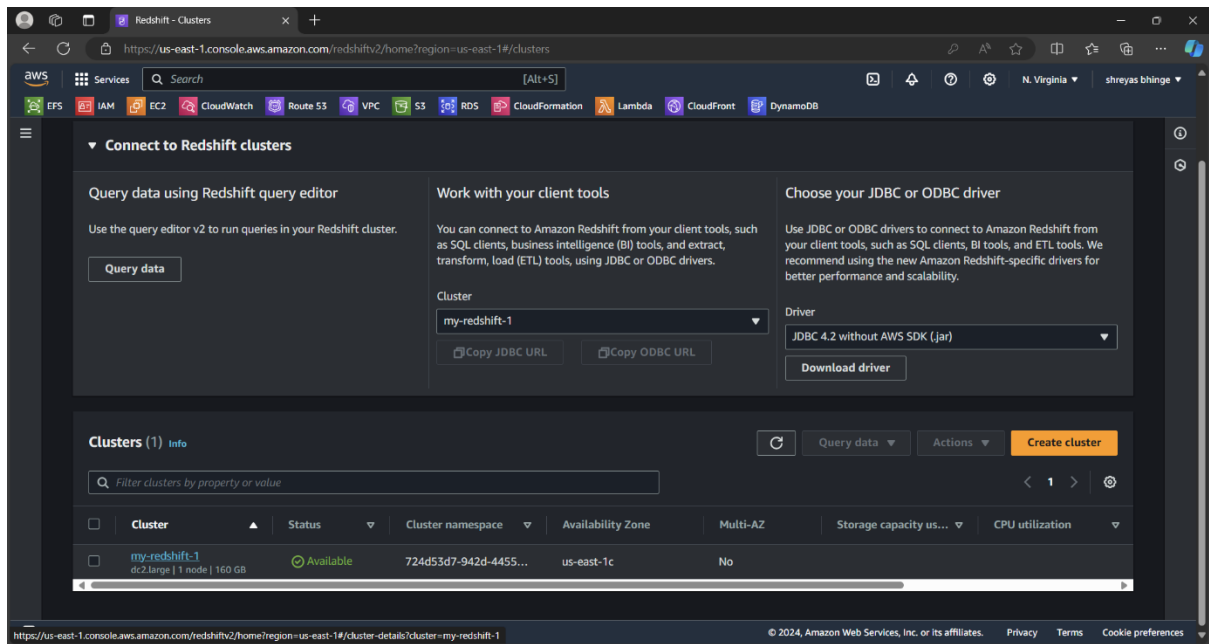 Redshift - Clusters
https://us-east-1.console.aws.amazon.com/redshiftv2/home?region=us-east-1#/clusters
aws Services Search [Alt+S] N. Virginia ▼ shreyas bhinge ▼
EFS IAM EC2 CloudWatch Route 53 VPC S3 RDS CloudFormation Lambda CloudFront DynamoDB
▼ Connect to Redshift clusters
Query data using Redshift query editor
Use the query editor v2 to run queries in your Redshift cluster.
Query data
Work with your client tools
You can connect to Amazon Redshift from your client tools, such
as SQL clients, business intelligence (BI) tools, and extract,
transform, load (ETL) tools, using JDBC or ODBC drivers.
Cluster
my-redshift-1
Copy JDBC URL Copy ODBC URL
Choose your JDBC or ODBC driver
Use JDBC or ODBC drivers to connect to Amazon Redshift from
your client tools, such as SQL clients, BI tools, and ETL tools. We
recommend using the new Amazon Redshift-specific drivers for
better performance and scalability.
Driver
JDBC 4.2 without AWS SDK (.jar)
Download driver
Clusters (1) Info
Query data ▼ Actions ▼ Create cluster
Filter clusters by property or value
< 1 >
Cluster Status Cluster namespace Availability Zone Multi-AZ Storage capacity us... CPU utilization
my-redshift-1 Available 724d53d7-942d-4455... us-east-1c No
dc2.large | 1 node | 160 GB
https://us-east-1.console.aws.amazon.com/redshiftv2/home?region=us-east-1#/cluster-details?cluster=my-redshift-1
© 2024, Amazon Web Services, Inc. or its affiliates. Privacy Terms Cookie preferences